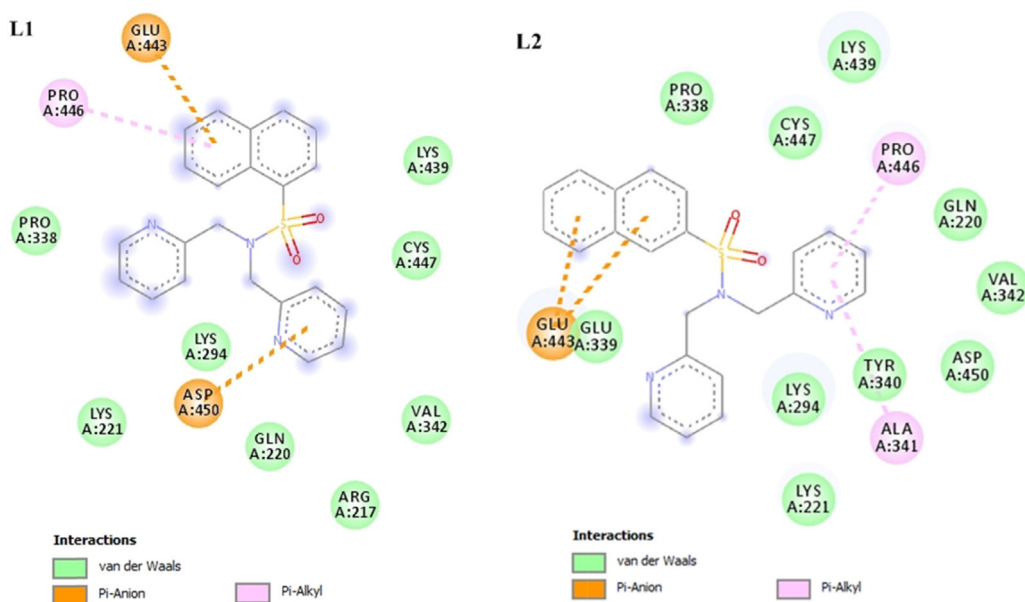 L1
GLU
A:443
PRO
A:446
LYS
A:439
PRO
A:338
CYS
A:447
N
N
S
O
O
N
LYS
A:294
ASP
A:450
LYS
A:221
GLN
A:220
VAL
A:342
ARG
A:217
Interactions
van der Waals
Pi-Anion
Pi-Alkyl
L2
LYS
A:439
PRO
A:338
CYS
A:447
PRO
A:446
GLN
A:220
VAL
A:342
S
O
O
N
N
N
GLU
A:443
GLU
A:339
TYR
A:340
ASP
A:450
LYS
A:294
ALA
A:341
LYS
A:221
Interactions
van der Waals
Pi-Anion
Pi-Alkyl